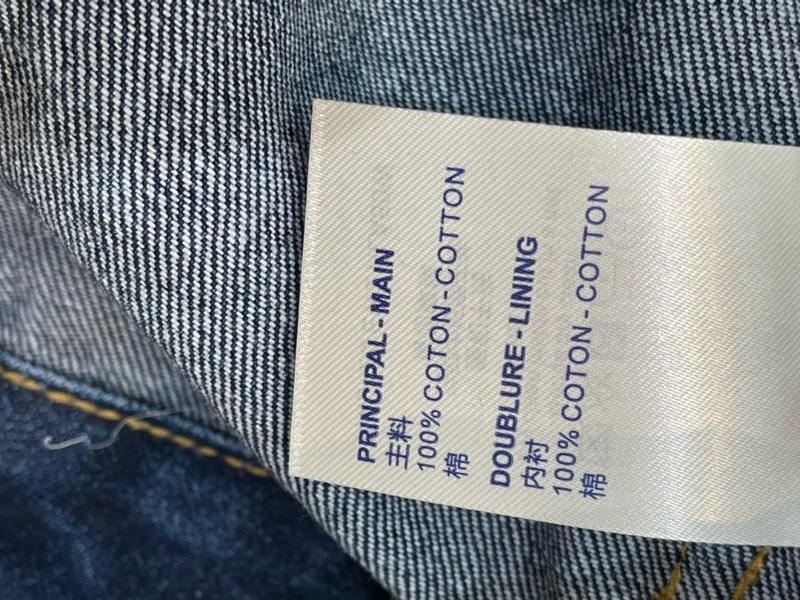 PRINCIPAL - MAIN
主料
100% COTON - COTTON
棉
DOUBLURE - LINING
内衬
100% COTON - COTTON
棉